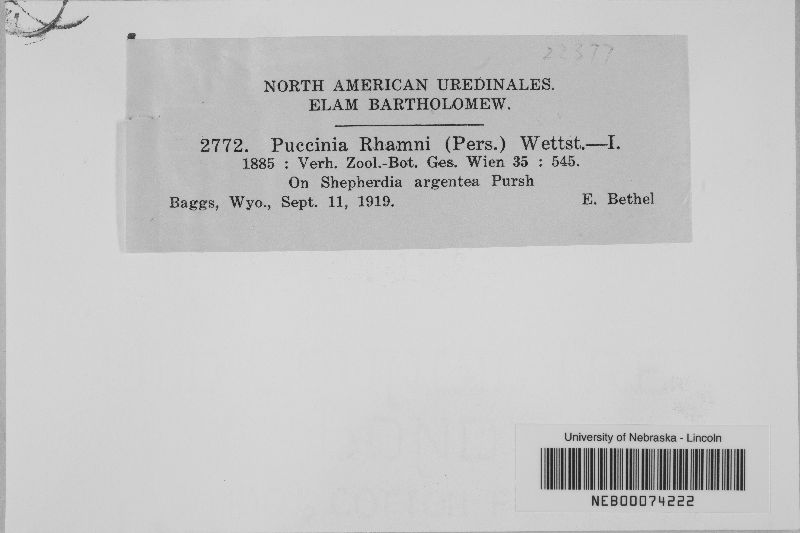 22377
NORTH AMERICAN UREDINALES.
ELAM BARTHOLOMEW.
2772. Puccinia Rhamni (Pers.) Wettst.—I.
1885 : Verh. Zool.-Bot. Ges. Wien 35 : 545.
On Shepherdia argentea Pursh
Baggs, Wyo., Sept. 11, 1919. E. Bethel
University of Nebraska - Lincoln
NEB00074222